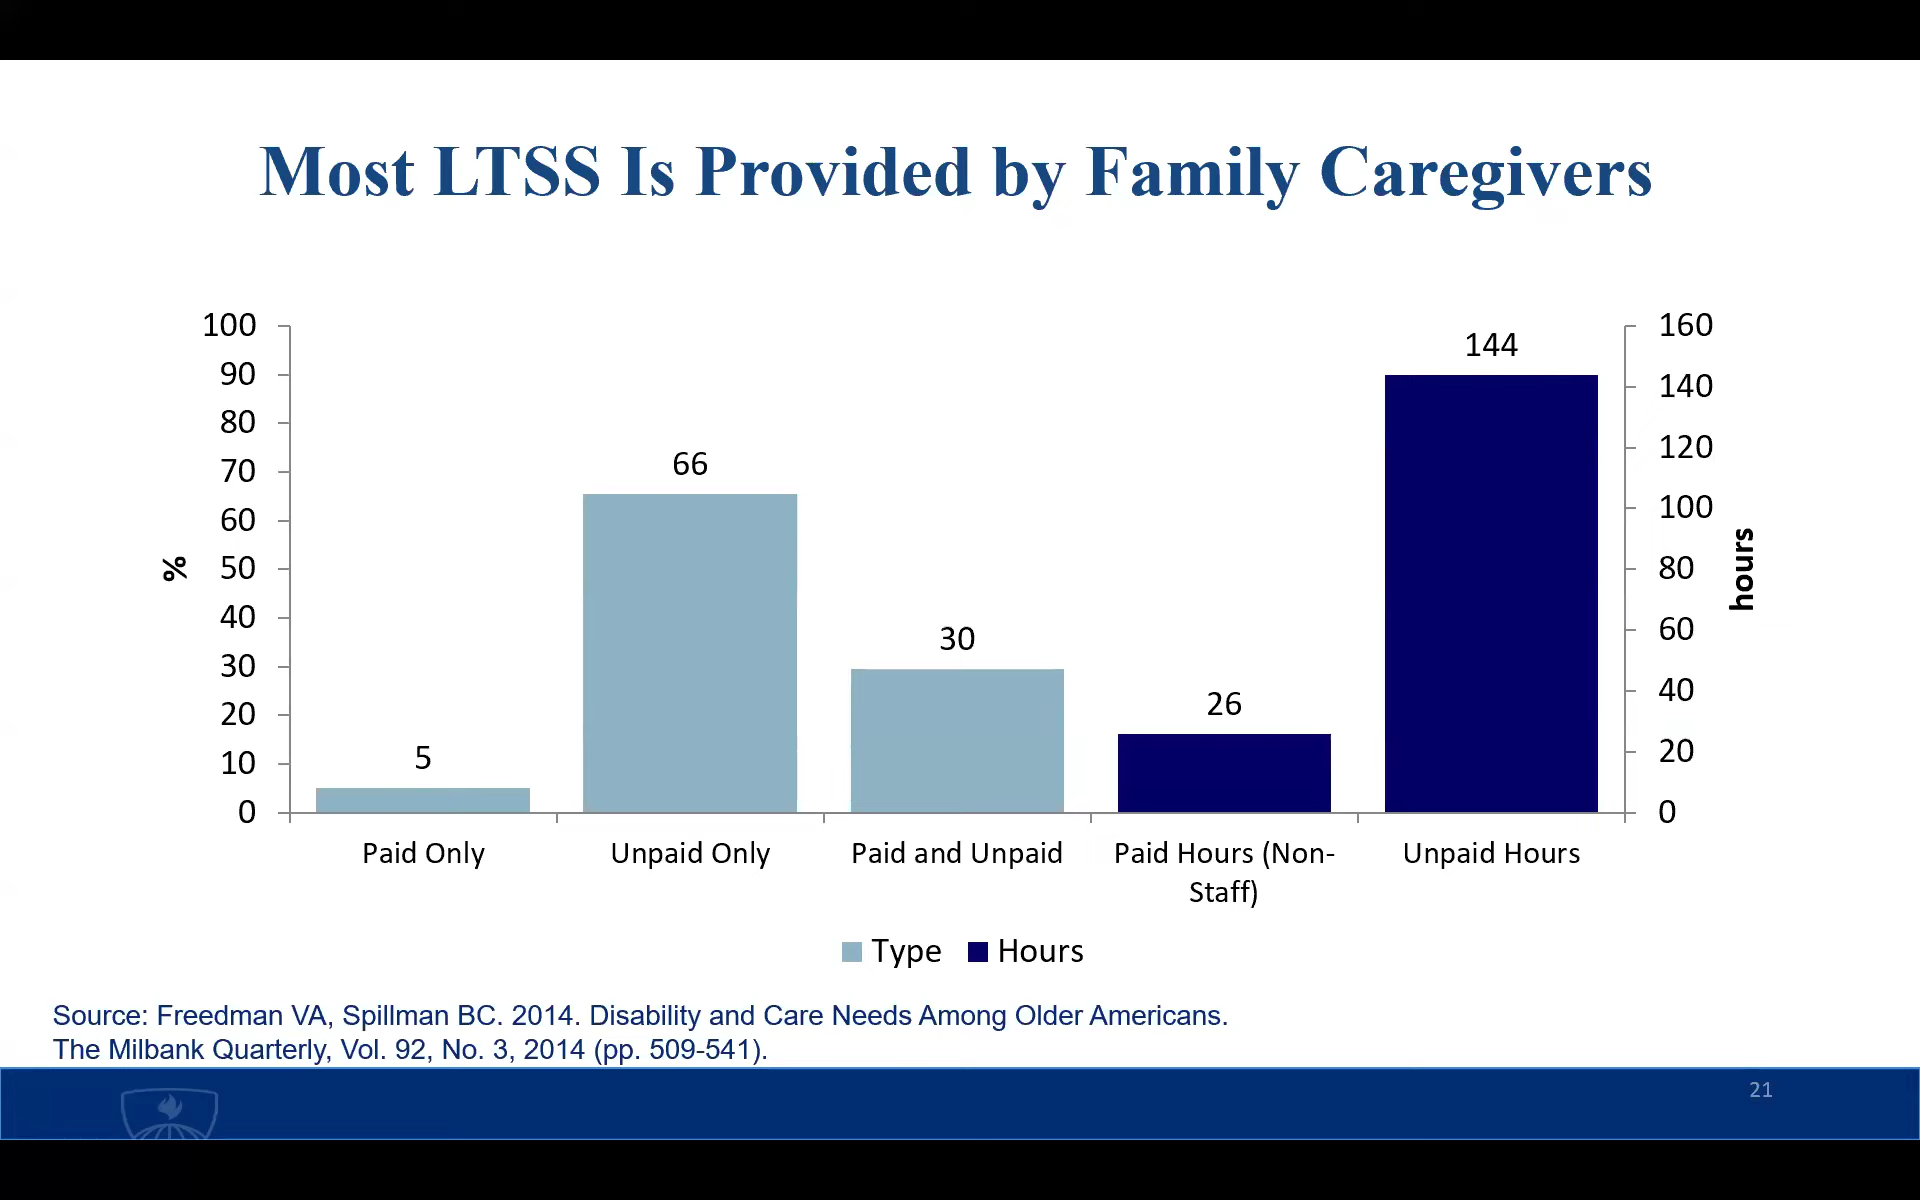 Most LTSS Is Provided by Family Caregivers
100
90
80
70
60
50
40
30
20
10
0
%
160
140
120
100
80
60
40
20
0
hours
5
66
30
26
144
Paid Only
Unpaid Only
Paid and Unpaid
Paid Hours (Non-
Staff)
Unpaid Hours
Type
Hours
Source: Freedman VA, Spillman BC. 2014. Disability and Care Needs Among Older Americans.
The Milbank Quarterly, Vol. 92, No. 3, 2014 (pp. 509-541).
21